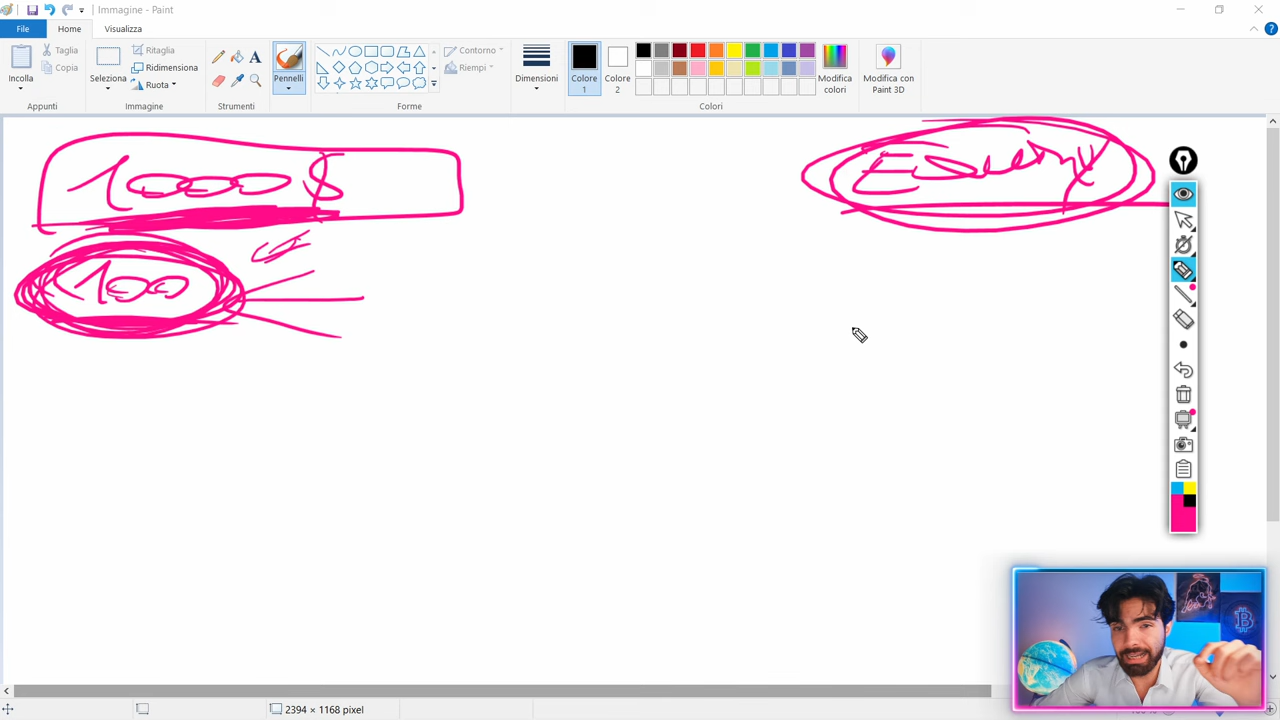 Immagine - Paint
File Home Visualizza
Incolla
Taglia
Copia
Appunti
Seleziona
Ritaglia
Ridimensiona
Ruota
Immagine
Strumenti
Pennelli
Forme
Contorno
Riempi
Dimensioni
Colore 1
Colore 2
Modifica colori
Colori
Modifica con Paint 3D
1000 $
Equity
100
2394 × 1168 pixel